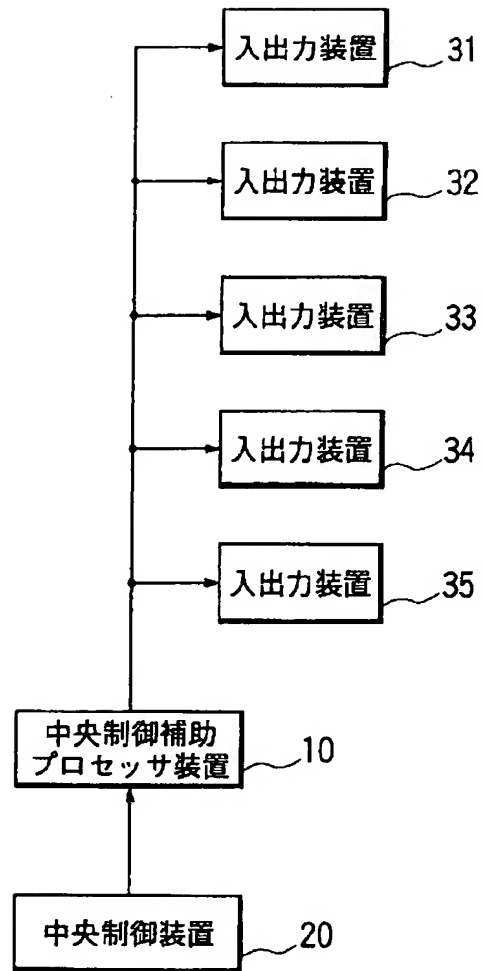 入出力装置 31
入出力装置 32
入出力装置 33
入出力装置 34
入出力装置 35
中央制御補助
プロセッサ装置 10
中央制御装置 20